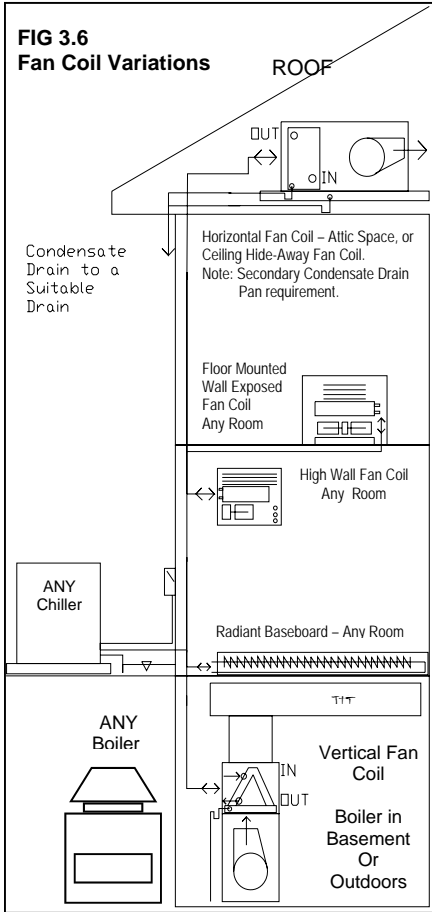 FIG 3.6
Fan Coil Variations
ROOF
OUT
IN
Condensate
Drain to a
Suitable
Drain
Horizontal Fan Coil – Attic Space, or
Ceiling Hide-Away Fan Coil.
Note: Secondary Condensate Drain
Pan requirement.
Floor Mounted
Wall Exposed
Fan Coil
Any Room
High Wall Fan Coil
Any Room
ANY
Chiller
Radiant Baseboard – Any Room
ANY
Boiler
IN
OUT
Vertical Fan
Coil
Boiler in
Basement
Or
Outdoors